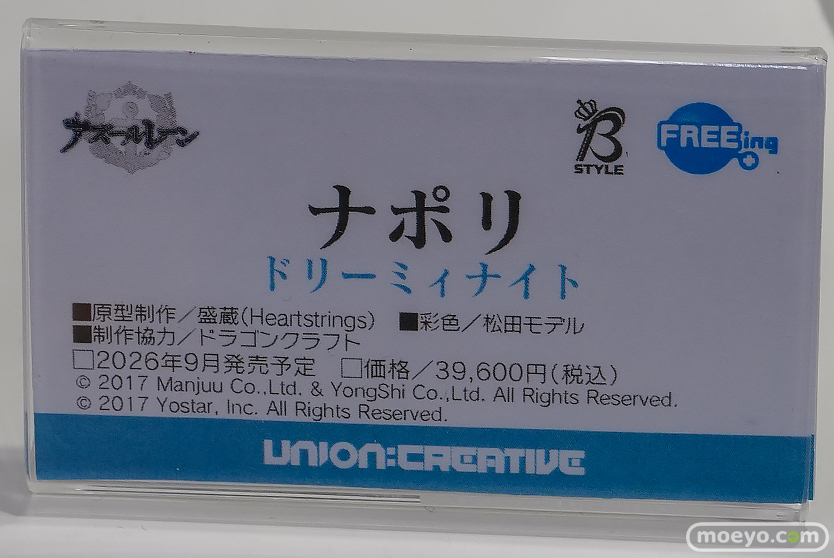 アズールレーン
B STYLE
FREEing
ナポリ
ドリーミィナイト
■原型制作／盛蔵(Heartstrings) ■彩色／松田モデル
■制作協力／ドラゴンクラフト
□2026年9月発売予定 □価格／39,600円(税込)
© 2017 Manjuu Co.,Ltd. & YongShi Co.,Ltd. All Rights Reserved.
© 2017 Yostar, Inc. All Rights Reserved.
UNION:CREATIVE
moeyo.com